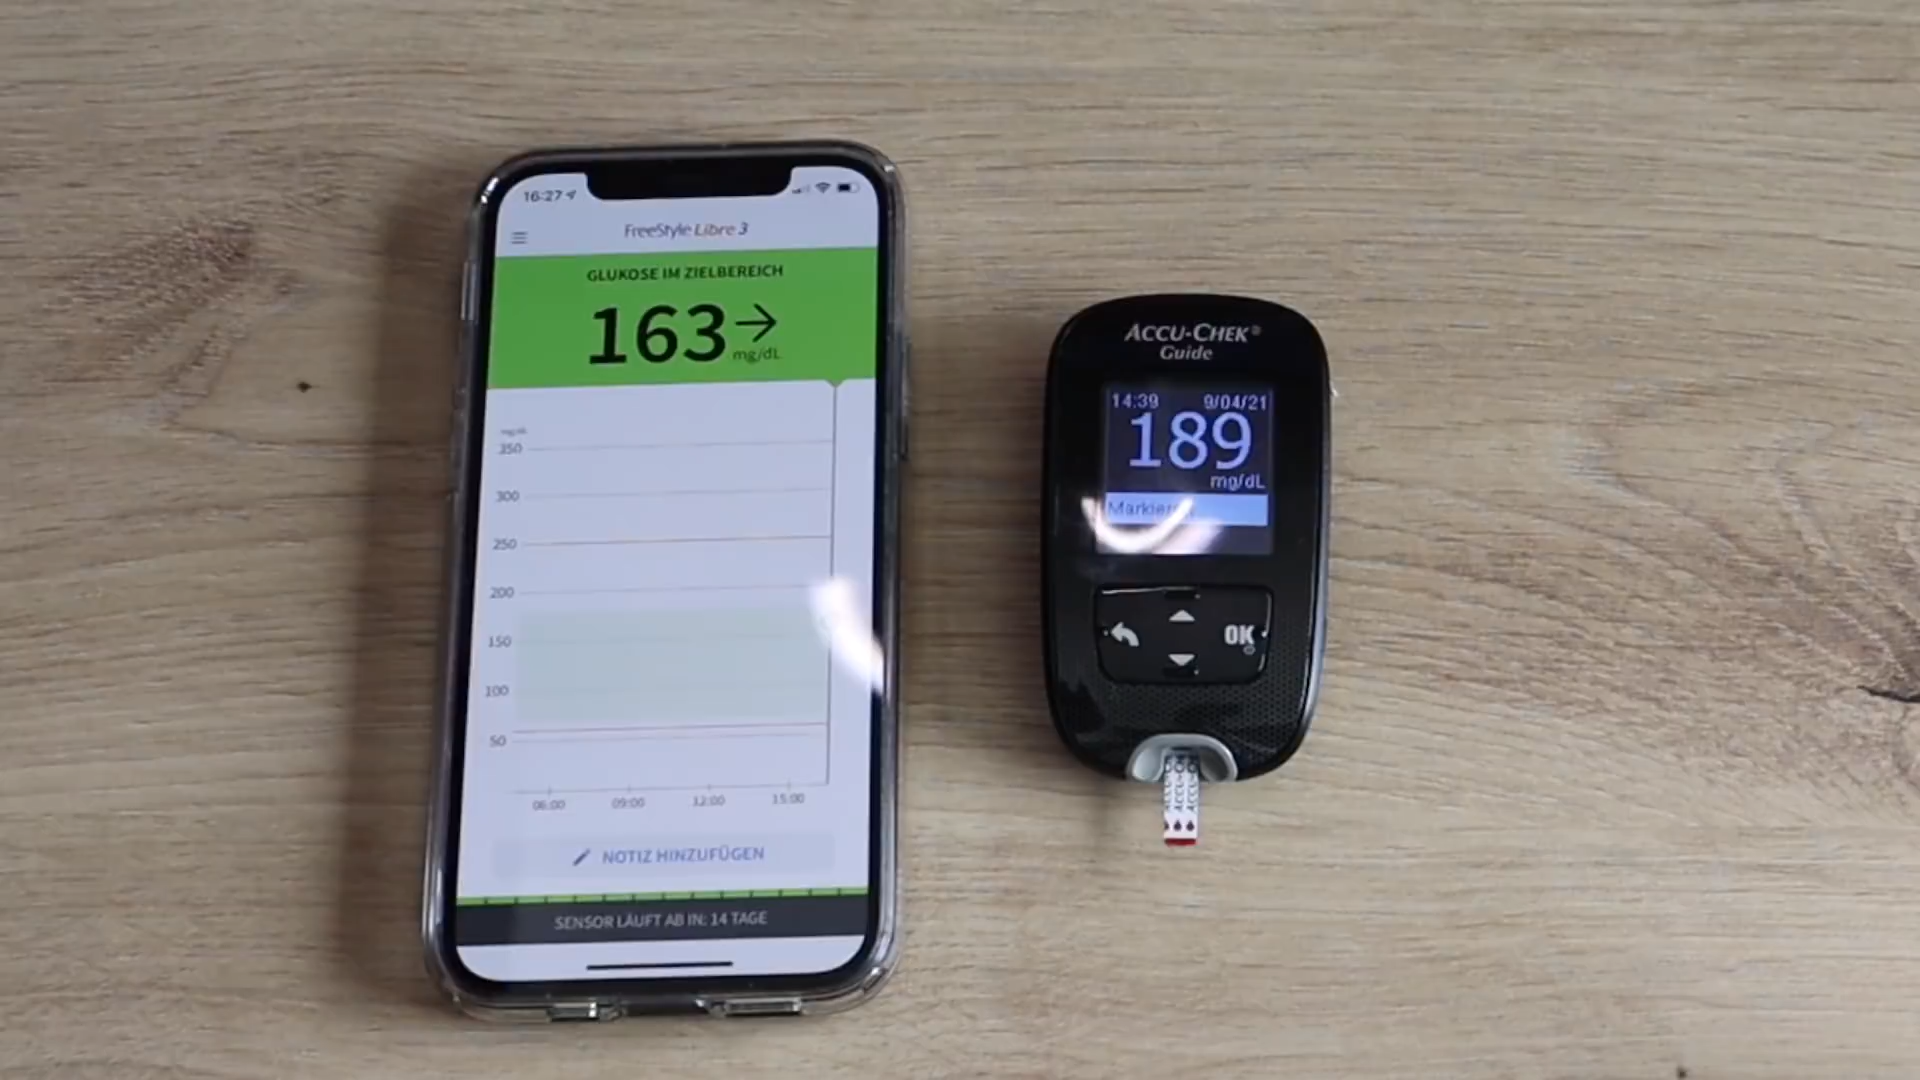 16:27
FreeStyle Libre 3
GLUKOSE IM ZIELBEREICH
163→
mg/dL
mg/dL
350
300
250
200
150
100
50
06:00 09:00 12:00 15:00
NOTIZ HINZUFÜGEN
SENSOR LÄUFT AB IN: 14 TAGE
ACCU-CHEK®
Guide
14:39 9/04/21
189
mg/dL
OK